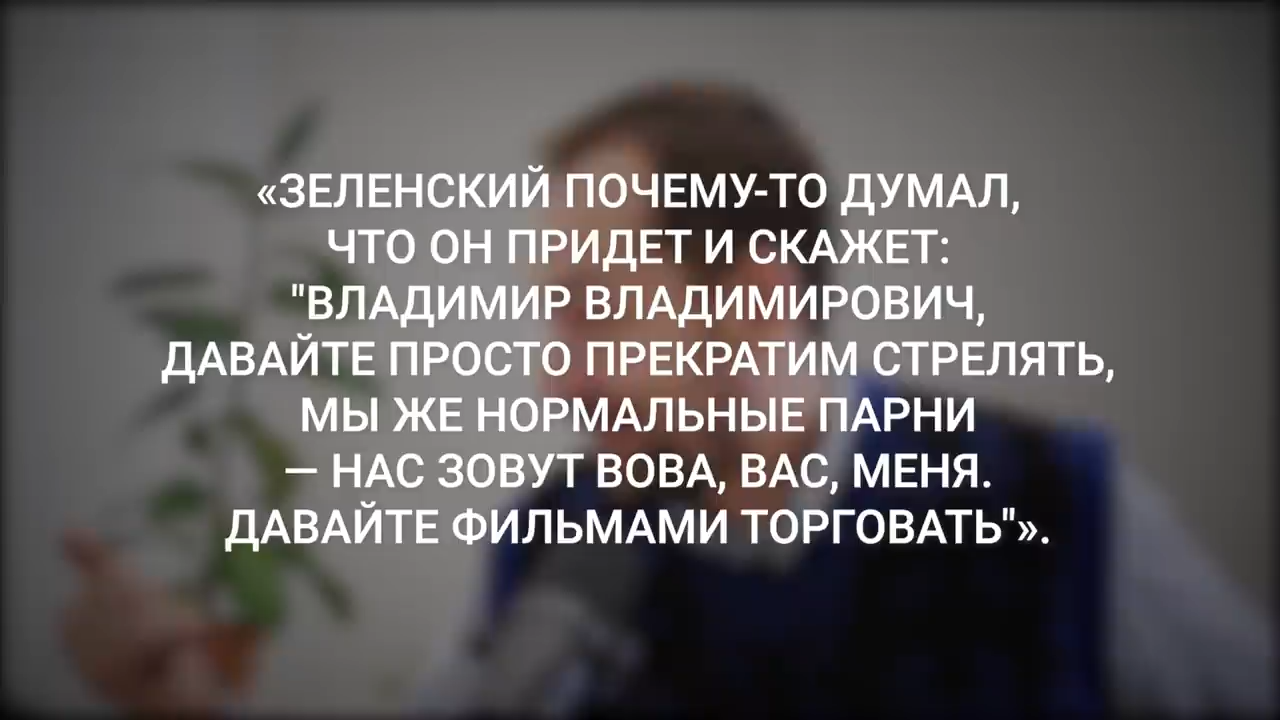 «ЗЕЛЕНСКИЙ ПОЧЕМУ-ТО ДУМАЛ,
ЧТО ОН ПРИДЕТ И СКАЖЕТ:
"ВЛАДИМИР ВЛАДИМИРОВИЧ,
ДАВАЙТЕ ПРОСТО ПРЕКРАТИМ СТРЕЛЯТЬ,
МЫ ЖЕ НОРМАЛЬНЫЕ ПАРНИ
— НАС ЗОВУТ ВОВА, ВАС, МЕНЯ.
ДАВАЙТЕ ФИЛЬМАМИ ТОРГОВАТЬ"».